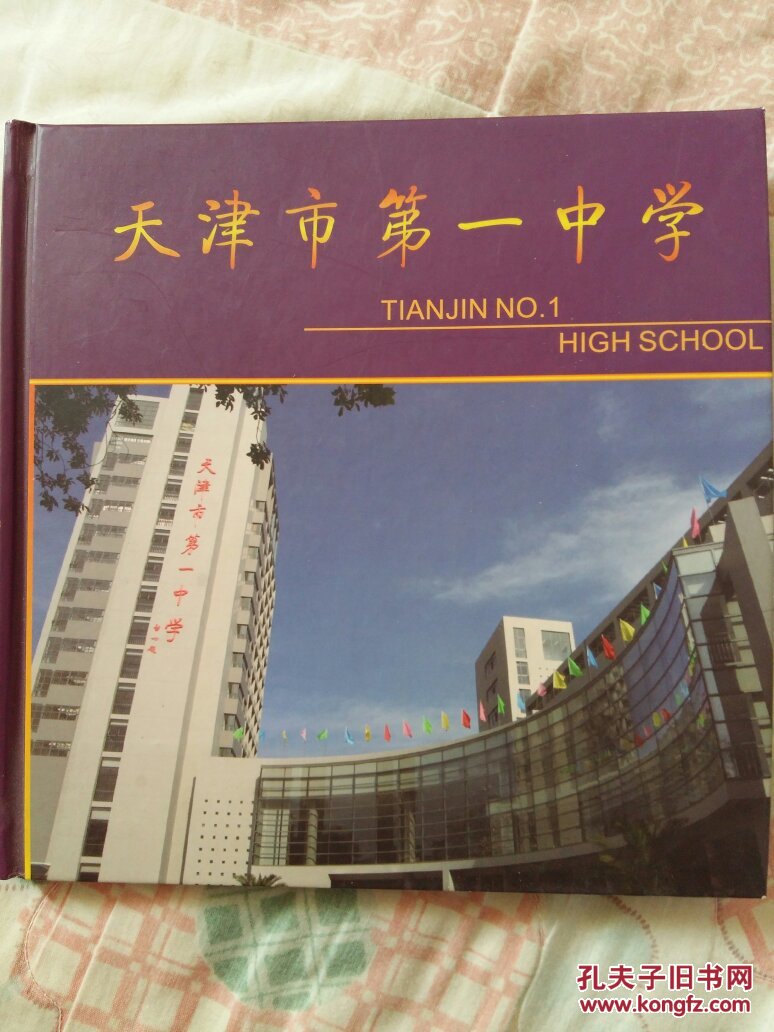 天津市第一中学
TIANJIN NO.1
HIGH SCHOOL
天津市第一中学
孔夫子旧书网
www.kongfz.com